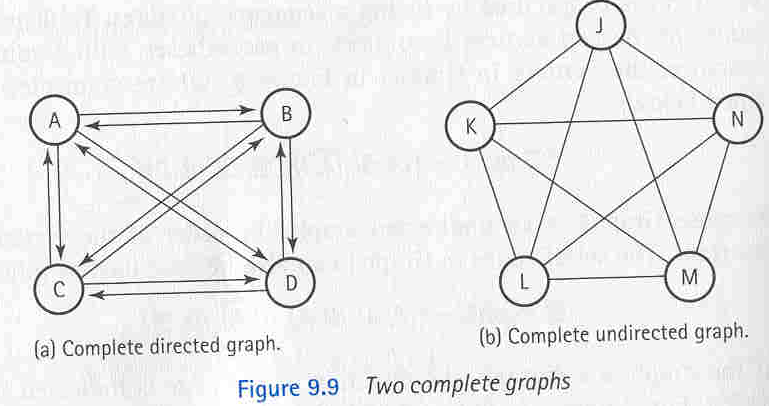 A
B
C
D
(a) Complete directed graph.
J
K
N
L
M
(b) Complete undirected graph.
Figure 9.9 Two complete graphs